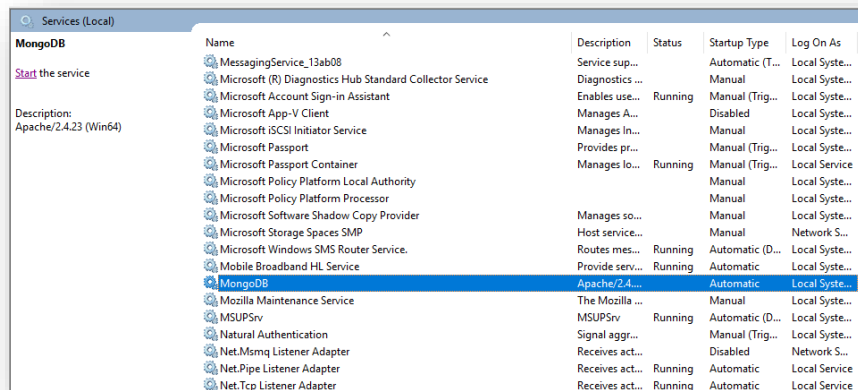 Services (Local)
MongoDB
Start the service
Description:
Apache/2.4.23 (Win64)
Name Description Status Startup Type Log On As
MessagingService_13ab08 Service sup... Automatic (T... Local Syste...
Microsoft (R) Diagnostics Hub Standard Collector Service Diagnostics ... Manual Local Syste...
Microsoft Account Sign-in Assistant Enables use... Running Manual (Trig... Local Syste...
Microsoft App-V Client Manages A... Disabled Local Syste...
Microsoft iSCSI Initiator Service Manages In... Manual Local Syste...
Microsoft Passport Provides pr... Manual (Trig... Local Syste...
Microsoft Passport Container Manages lo... Running Manual (Trig... Local Service
Microsoft Policy Platform Local Authority Manual Local Syste...
Microsoft Policy Platform Processor Manual Local Syste...
Microsoft Software Shadow Copy Provider Manages so... Manual Local Syste...
Microsoft Storage Spaces SMP Host service... Manual Network S...
Microsoft Windows SMS Router Service. Routes mes... Running Automatic (D... Local Syste...
Mobile Broadband HL Service Provide serv... Running Automatic Local Syste...
MongoDB Apache/2.4.... Automatic Local Syste...
Mozilla Maintenance Service The Mozilla ... Manual Local Syste...
MSUPSrv MSUPSrv Running Automatic (D... Local Syste...
Natural Authentication Signal aggr... Manual (Trig... Local Syste...
Net.Msmq Listener Adapter Receives act... Disabled Network S...
Net.Pipe Listener Adapter Receives act... Running Automatic Local Service
Net.Tcp Listener Adapter Receives act... Running Automatic Local Service